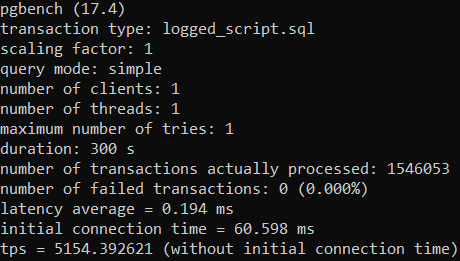 pgbench (17.4)
transaction type: logged_script.sql
scaling factor: 1
query mode: simple
number of clients: 1
number of threads: 1
maximum number of tries: 1
duration: 300 s
number of transactions actually processed: 1546053
number of failed transactions: 0 (0.000%)
latency average = 0.194 ms
initial connection time = 60.598 ms
tps = 5154.392621 (without initial connection time)